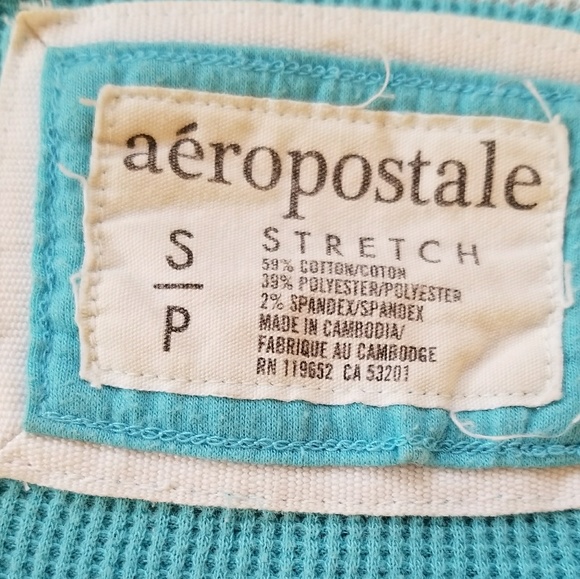 aéropostale
S
P
STRETCH
59% COTTON/COTON
39% POLYESTER/POLYESTER
2% SPANDEX/SPANDEX
MADE IN CAMBODIA/
FABRIQUE AU CAMBODGE
RN 119652 CA 53201